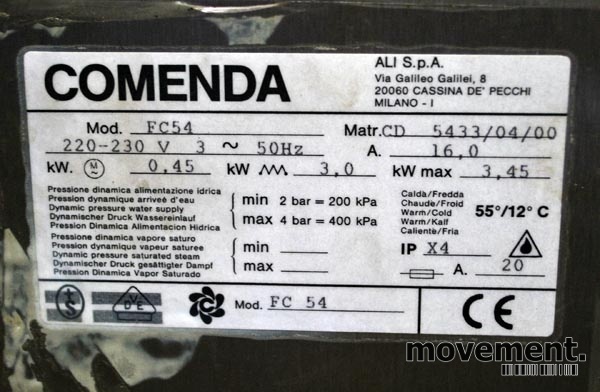 COMENDA
ALI S.p.A.
Via Galileo Galilei, 8
20060 CASSINA DE' PECCHI
MILANO - I
Mod. FC54 Matr. CD 5433/04/00
220-230 V 3 ~ 50Hz A. 16,0
kW. M 0,45 kW 3,0 kW max 3,45
Pressione dinamica alimentazione idrica
Pression dynamique arriveé d'eau
Dynamic pressure water supply
Dynamischer Druck Wassereinlauf
Pression Dinamica Alimentacion Hidrica
min 2 bar = 200 kPa
max 4 bar = 400 kPa
Calda/Fredda
Chaude/Froid
Warm/Cold
Warm/Kalf
Caliente/Fria
55°/12° C
Pressione dinamica vapore saturo
Pression dynamique vapeur saturee
Dynamic pressure saturated steam
Dynamischer Druck gesättigter Dampf
Pression Dinamica Vapor Saturado
min —
max —
IP X4
A. 20
VDE
Mod. FC 54
CE
movement.